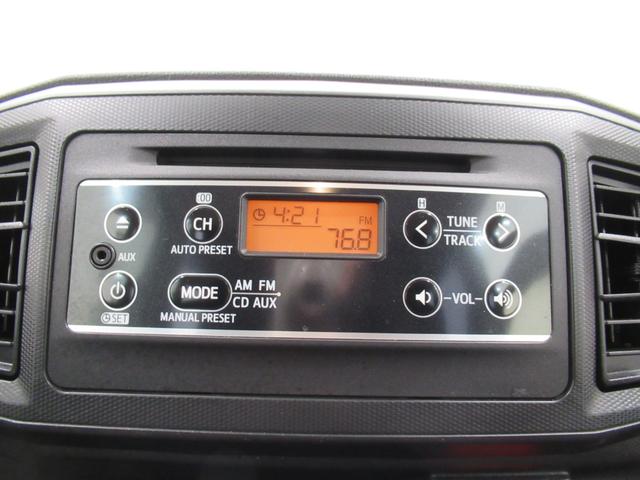 :00
CH
AUTO PRESET
AUX
SET
MODE
AM FM
CD AUX
MANUAL PRESET
4:21
FM
76.8
H
M
TUNE
TRACK
VOL